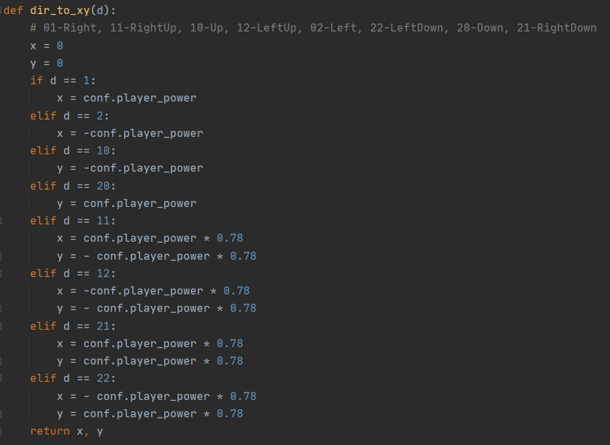 def dir_to_xy(d):
    # 01-Right, 11-RightUp, 10-Up, 12-LeftUp, 02-Left, 22-LeftDown, 20-Down, 21-RightDown
    x = 0
    y = 0
    if d == 1:
        x = conf.player_power
    elif d == 2:
        x = -conf.player_power
    elif d == 10:
        y = -conf.player_power
    elif d == 20:
        y = conf.player_power
    elif d == 11:
        x = conf.player_power * 0.78
        y = - conf.player_power * 0.78
    elif d == 12:
        x = -conf.player_power * 0.78
        y = - conf.player_power * 0.78
    elif d == 21:
        x = conf.player_power * 0.78
        y = conf.player_power * 0.78
    elif d == 22:
        x = - conf.player_power * 0.78
        y = conf.player_power * 0.78
    return x, y